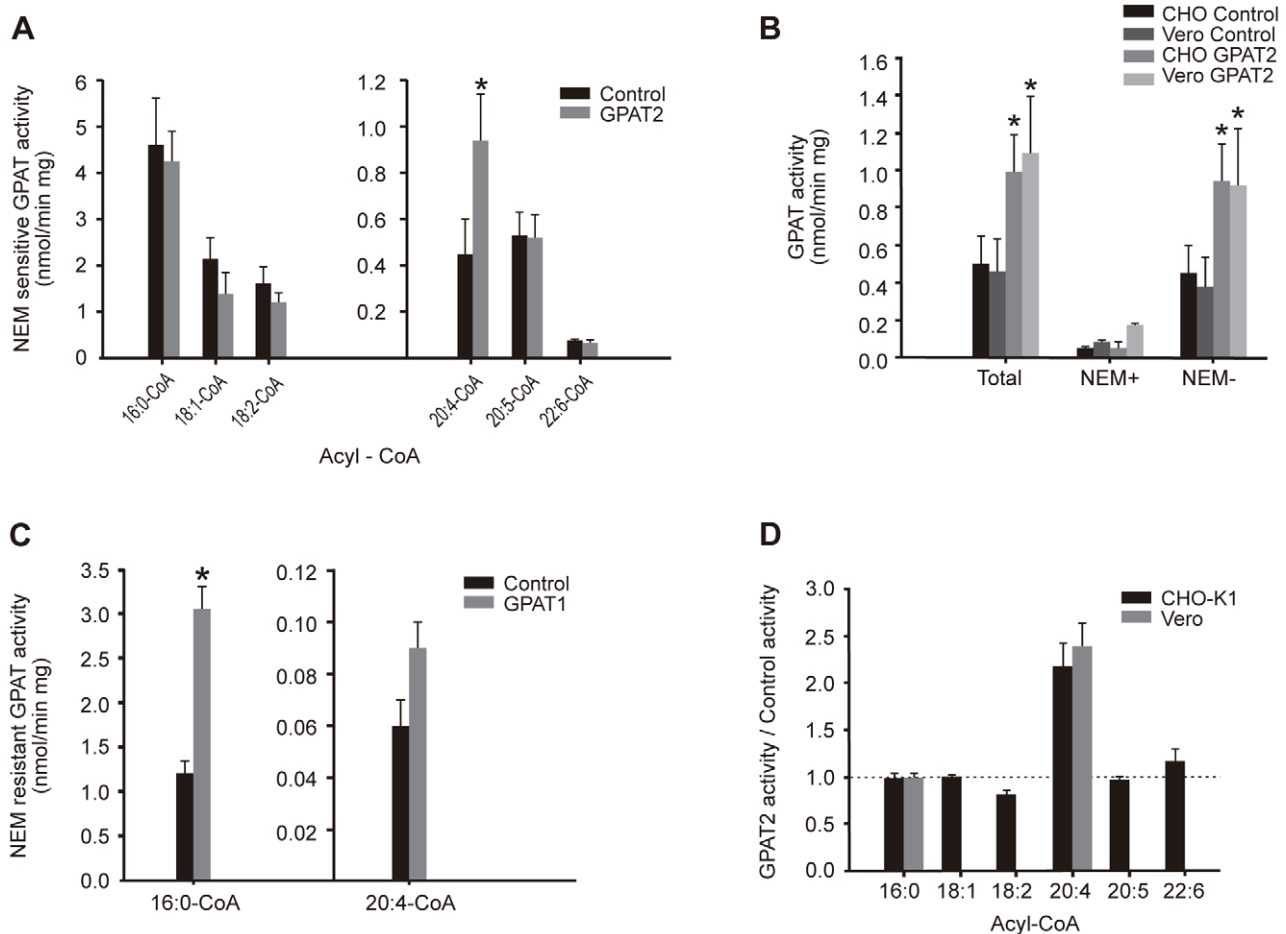 A
NEM sensitive GPAT activity
(nmol/min mg)
6
5
4
3
2
1
0
16:0-CoA
18:1-CoA
18:2-CoA
1.2
1.0
0.8
0.6
0.4
0.2
*
Control
GPAT2
20:4-CoA
20:5-CoA
22:6-CoA
Acyl - CoA
B
CHO Control
Vero Control
CHO GPAT2
Vero GPAT2
GPAT activity
(nmol/min mg)
1.6
1.4
1.2
1.0
0.8
0.6
0.4
0.2
0.0
* *
* *
Total NEM+ NEM-
C
NEM resistant GPAT activity
(nmol/min mg)
3.5
3.0
2.5
2.0
1.5
1.0
0.5
0.0
*
16:0-CoA
0.12
0.10
0.08
0.06
0.04
0.02
Control
GPAT1
20:4-CoA
D
GPAT2 activity / Control activity
3.0
2.5
2.0
1.5
1.0
0.5
0.0
CHO-K1
Vero
16:0 18:1 18:2 20:4 20:5 22:6
Acyl-CoA